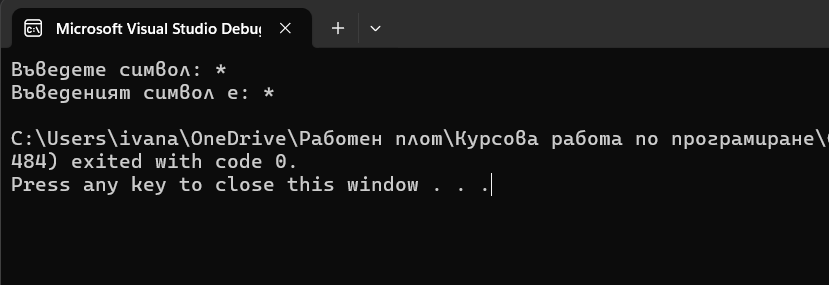 Microsoft Visual Studio Debug
Въведете символ: *
Въведеният символ е: *
C:\Users\ivana\OneDrive\Работен плот\Курсова работа по програмиране\
484) exited with code 0.
Press any key to close this window . . .